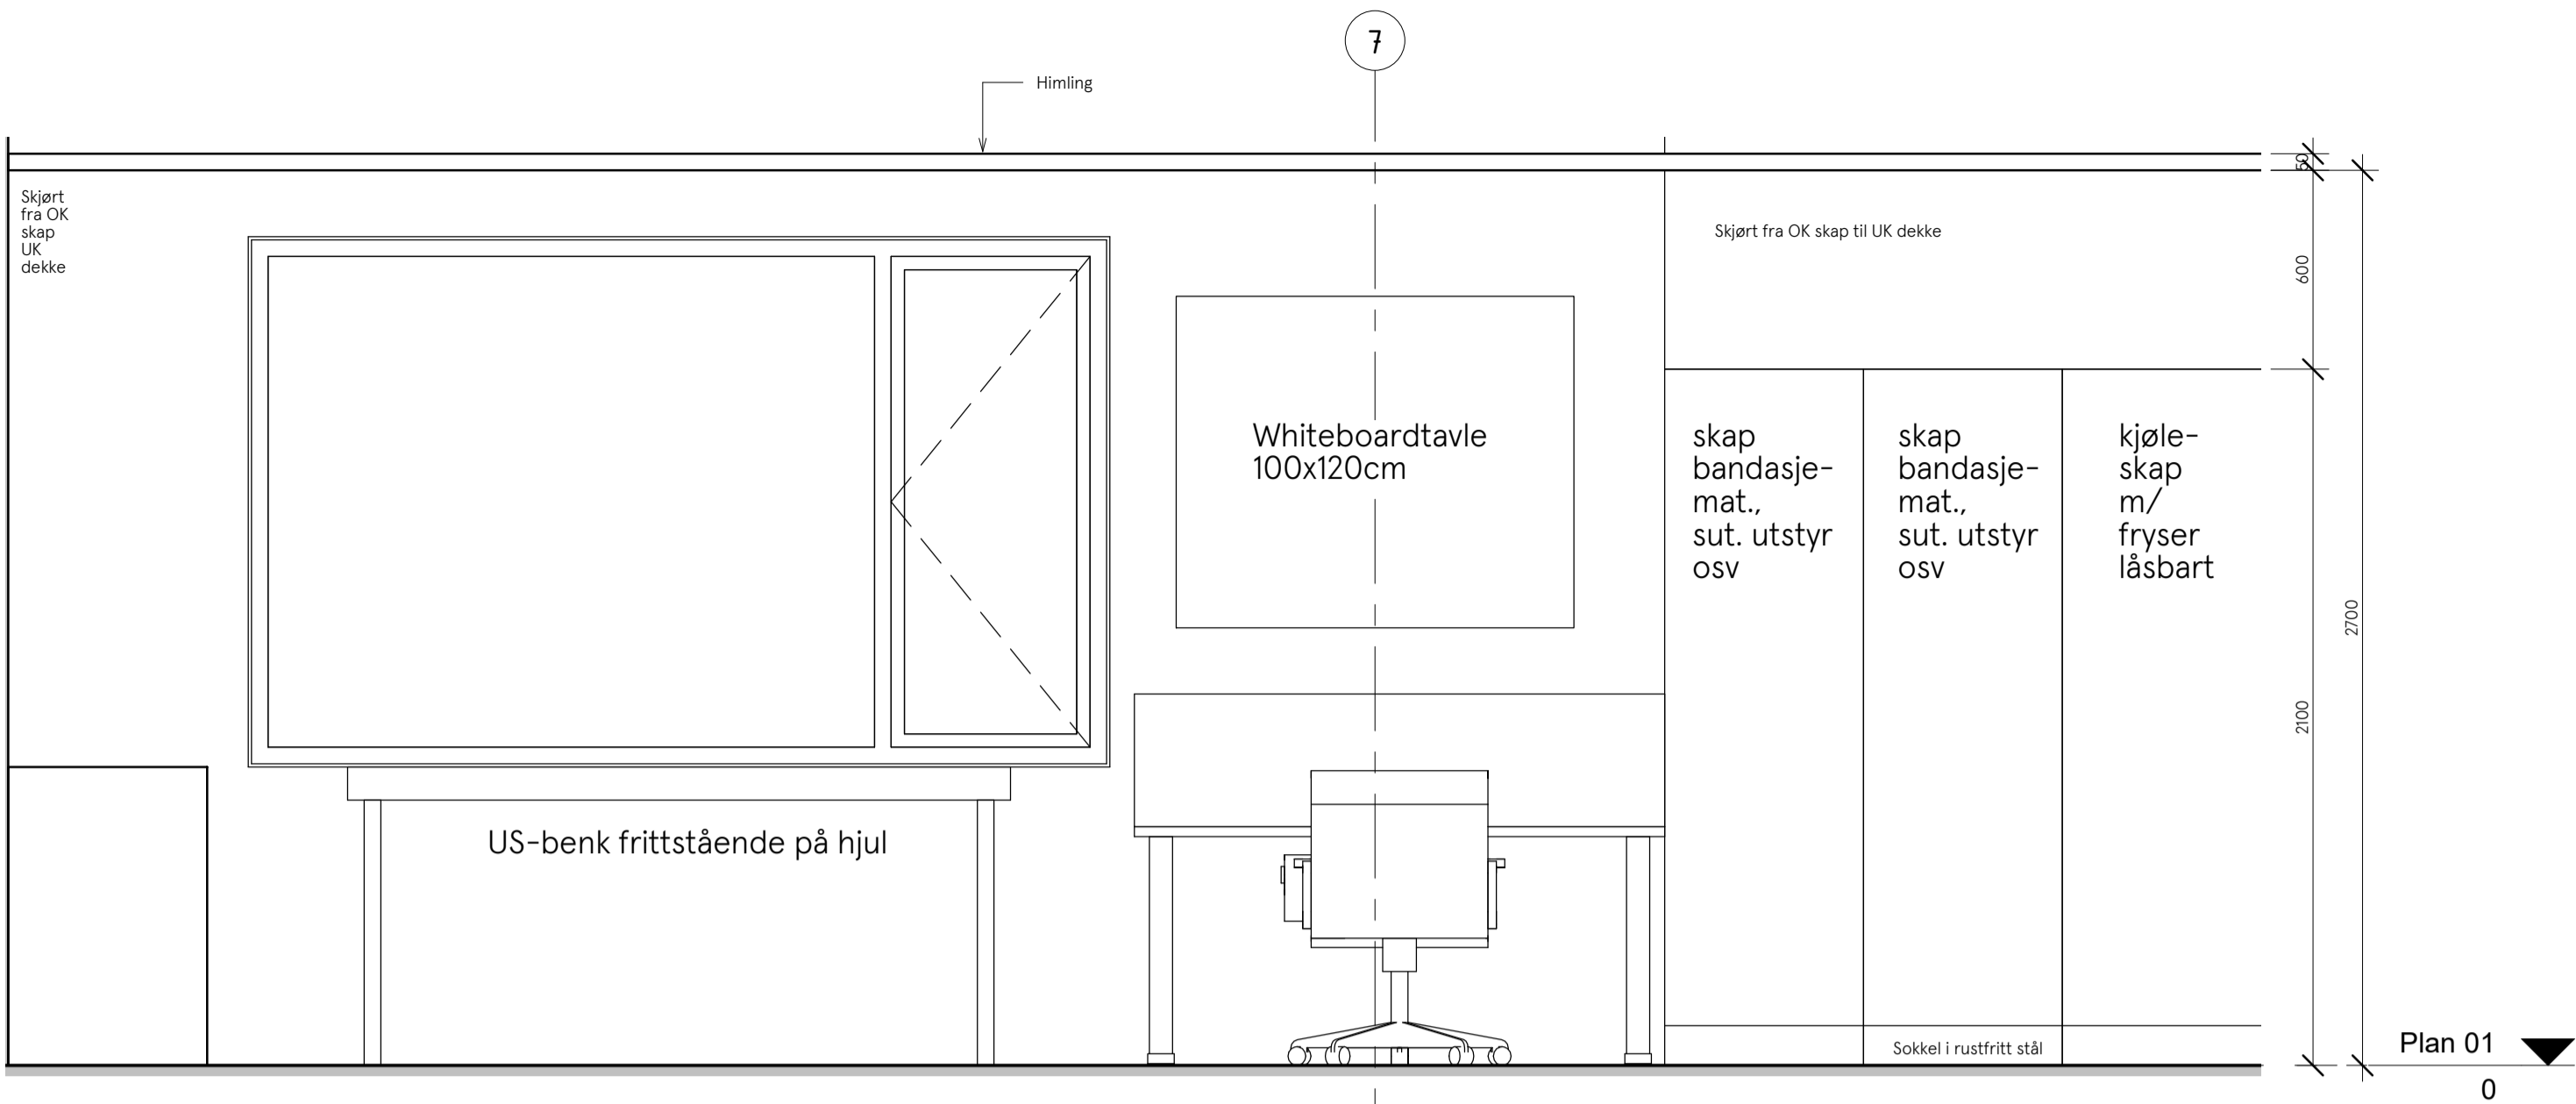 7
Himling
50
Skjørt
fra OK
skap
UK
dekke
Skjørt fra OK skap til UK dekke
600
Whiteboardtavle
100x120cm
skap
bandasje-
mat.,
sut. utstyr
osv
skap
bandasje-
mat.,
sut. utstyr
osv
kjøle-
skap
m/
fryser
låsbart
2700
2100
US-benk frittstående på hjul
Sokkel i rustfritt stål
Plan 01
0